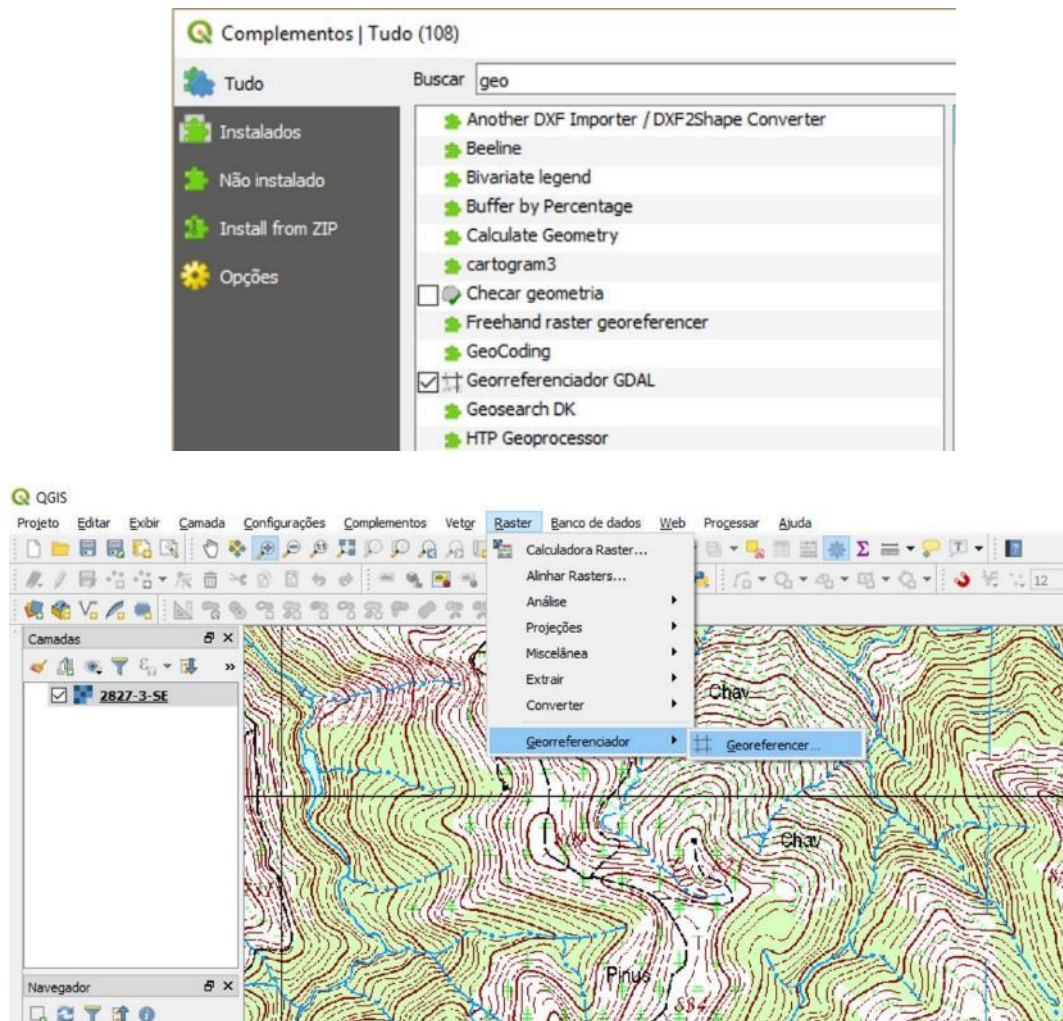 Complementos | Tudo (108)
Tudo
Buscar geo
Instalados
Não instalado
Install from ZIP
Opções
Another DXF Importer / DXF2Shape Converter
Beeline
Bivariate legend
Buffer by Percentage
Calculate Geometry
cartogram3
Checar geometria
Freehand raster georeferencer
GeoCoding
Georreferenciador GDAL
Geosearch DK
HTP Geoprocessor
QGIS
Projeto Editar Exibir Camada Configurações Complementos Vetor Raster Banco de dados Web Processar Ajuda
12
Calculadora Raster...
Alinhar Rasters...
Análise
Projeções
Miscelânea
Extrair
Converter
Georreferenciador
Georeferencer...
Camadas
2827-3-SE
Chav
Chav
Pinus
834
Navegador